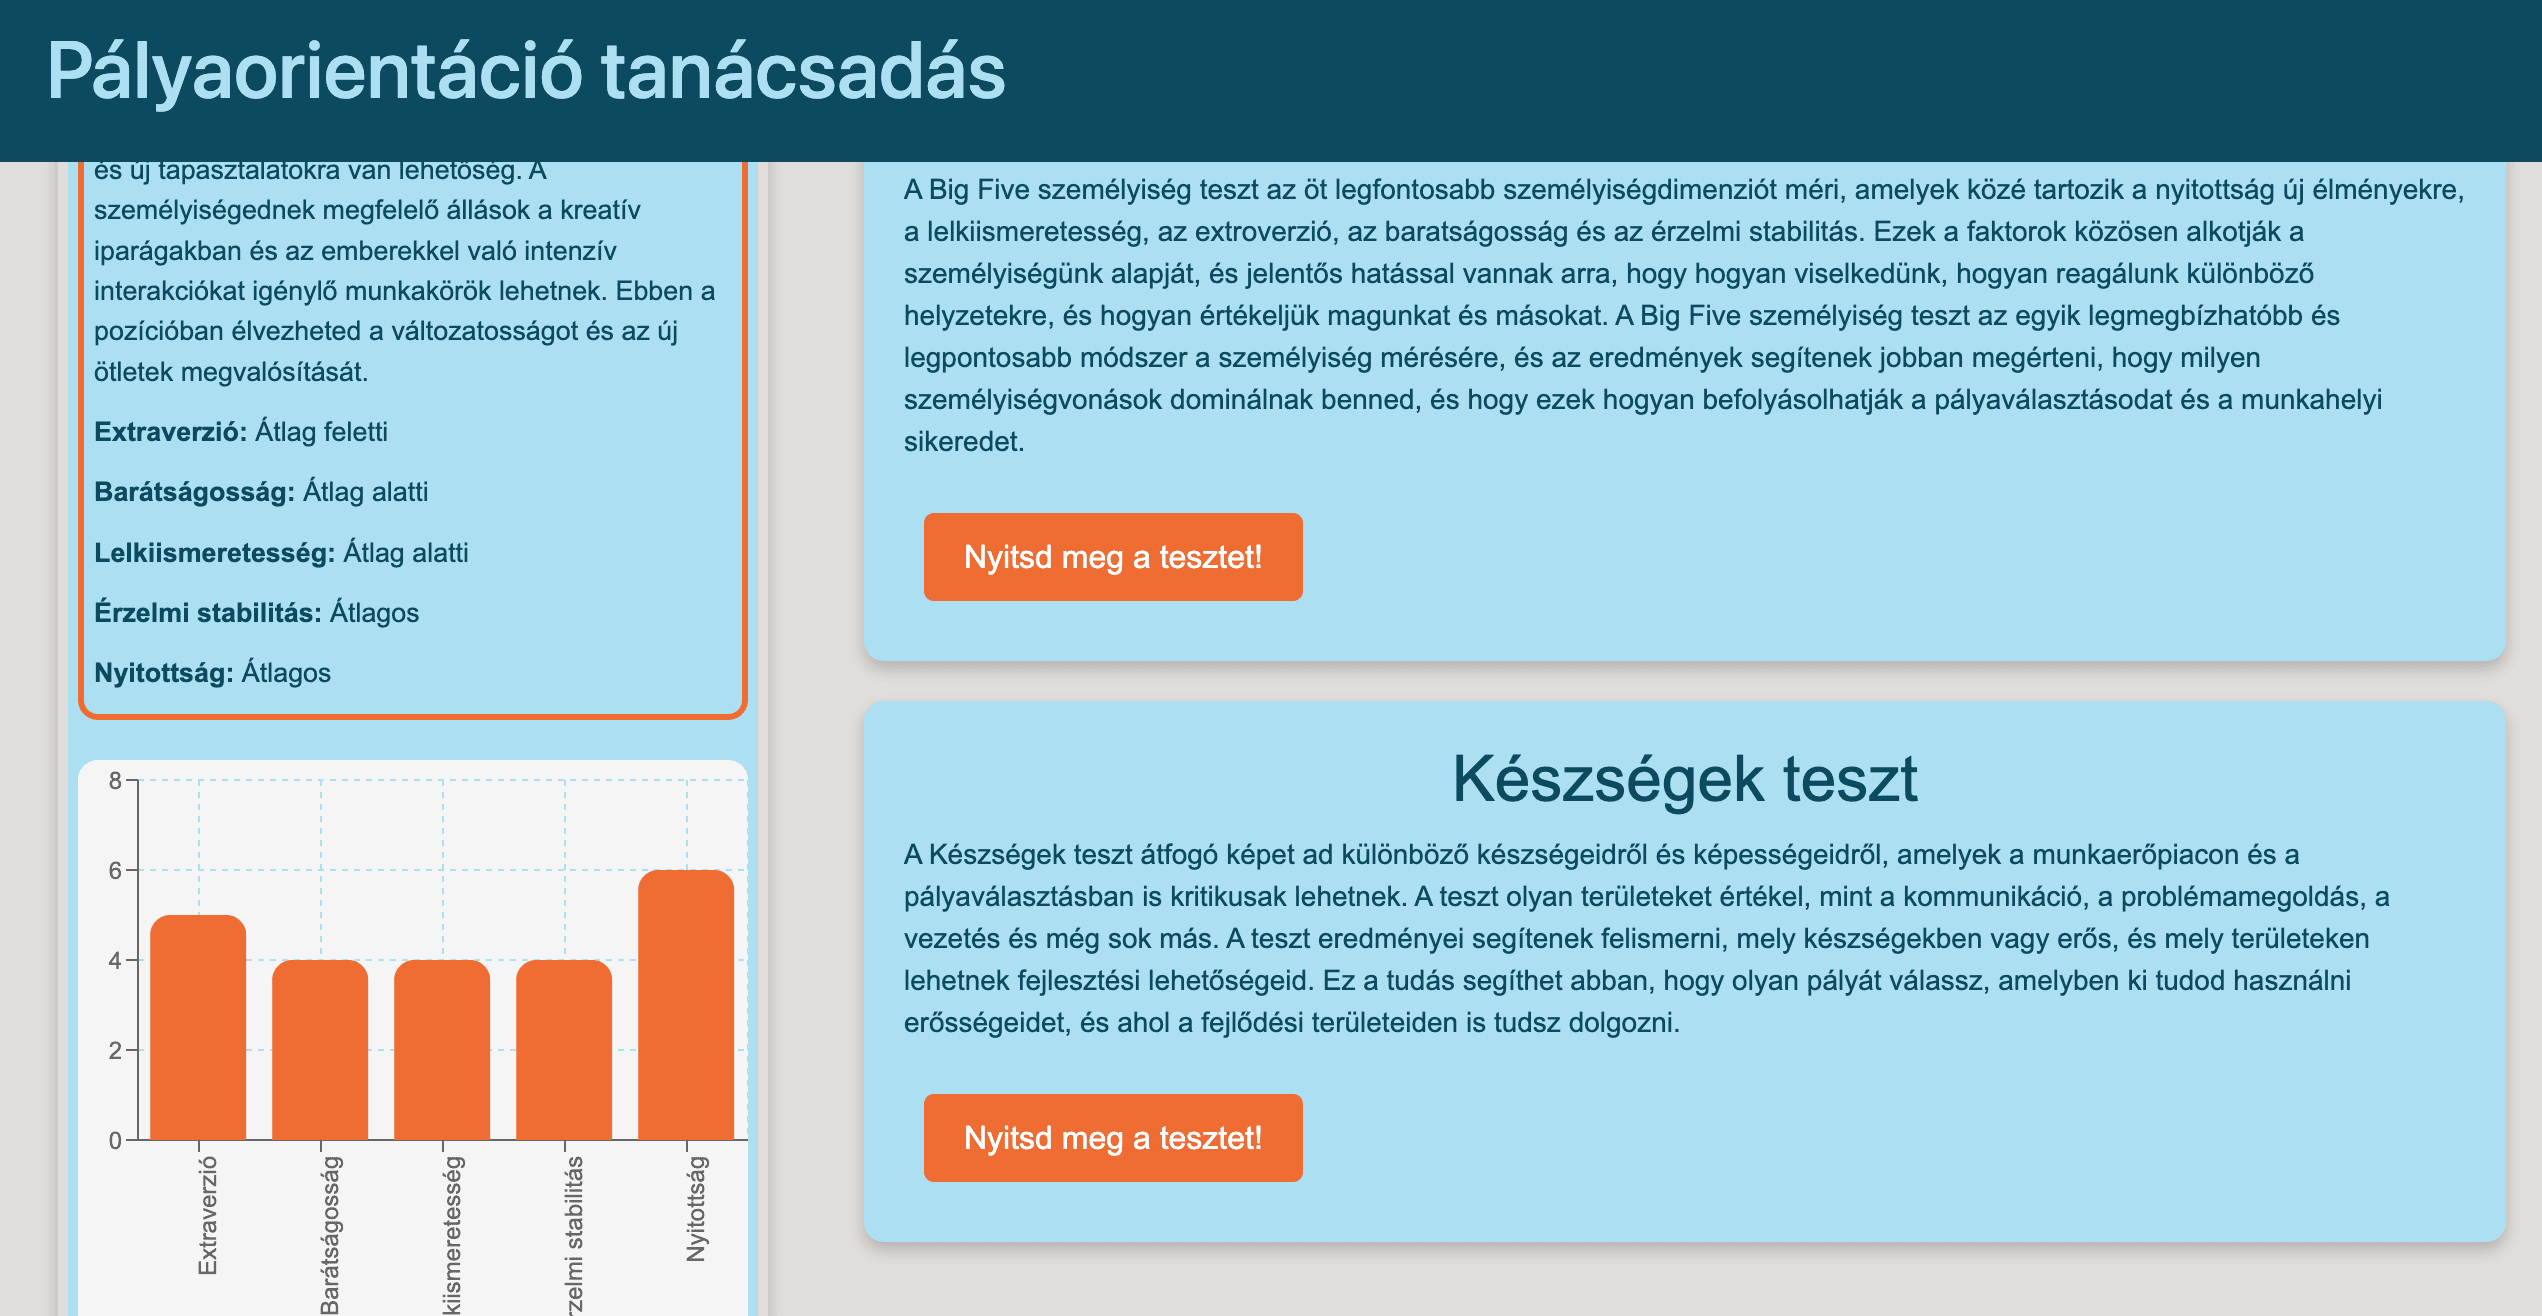 Pályaorientáció tanácsadás
és új tapasztalatokra van lehetőség. A
személyiségednek megfelelő állások a kreatív
iparágakban és az emberekkel való intenzív
interakciókat igénylő munkakörök lehetnek. Ebben a
pozícióban élvezheted a változatosságot és az új
ötletek megvalósítását.
Extraverzió: Átlag feletti
Barátságosság: Átlag alatti
Lelkiismeretesség: Átlag alatti
Érzelmi stabilitás: Átlagos
Nyitottság: Átlagos
8
6
4
2
0
Extraverzió
Barátságosság
kiismeretesség
rzelmi stabilitás
Nyitottság
A Big Five személyiség teszt az öt legfontosabb személyiségdimenziót méri, amelyek közé tartozik a nyitottság új élményekre,
a lelkiismeretesség, az extroverzió, az baratságosság és az érzelmi stabilitás. Ezek a faktorok közösen alkotják a
személyiségünk alapját, és jelentős hatással vannak arra, hogy hogyan viselkedünk, hogyan reagálunk különböző
helyzetekre, és hogyan értékeljük magunkat és másokat. A Big Five személyiség teszt az egyik legmegbízhatóbb és
legpontosabb módszer a személyiség mérésére, és az eredmények segítenek jobban megérteni, hogy milyen
személyiségvonások dominálnak benned, és hogy ezek hogyan befolyásolhatják a pályaválasztásodat és a munkahelyi
sikeredet.
Nyitsd meg a tesztet!
Készségek teszt
A Készségek teszt átfogó képet ad különböző készségeidről és képességeidről, amelyek a munkaerőpiacon és a
pályaválasztásban is kritikusak lehetnek. A teszt olyan területeket értékel, mint a kommunikáció, a problémamegoldás, a
vezetés és még sok más. A teszt eredményei segítenek felismerni, mely készségekben vagy erős, és mely területeken
lehetnek fejlesztési lehetőségeid. Ez a tudás segíthet abban, hogy olyan pályát válassz, amelyben ki tudod használni
erősségeidet, és ahol a fejlődési területeiden is tudsz dolgozni.
Nyitsd meg a tesztet!